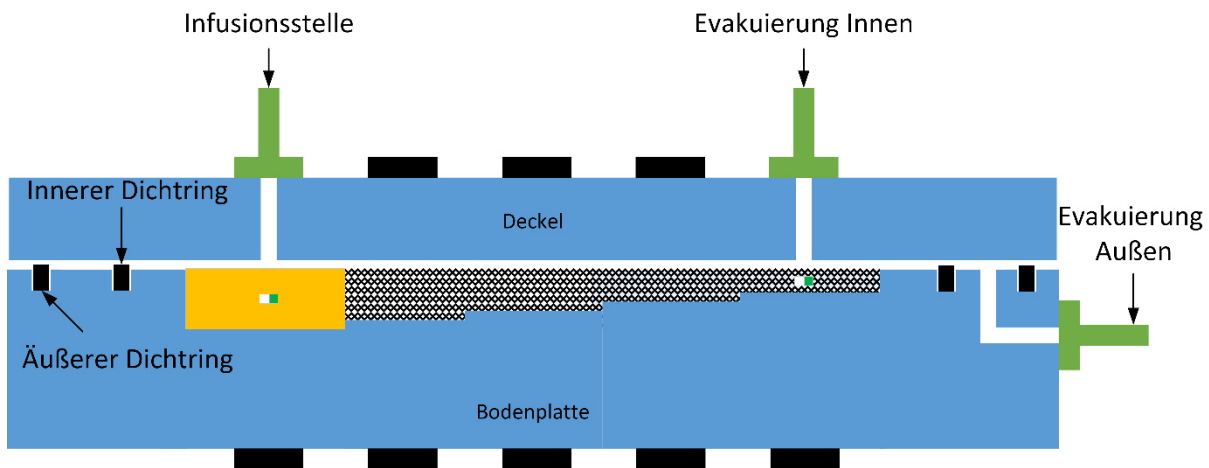 Infusionsstelle
Evakuierung Innen
Innerer Dichtring
Deckel
Evakuierung
Außen
Äußerer Dichtring
Bodenplatte